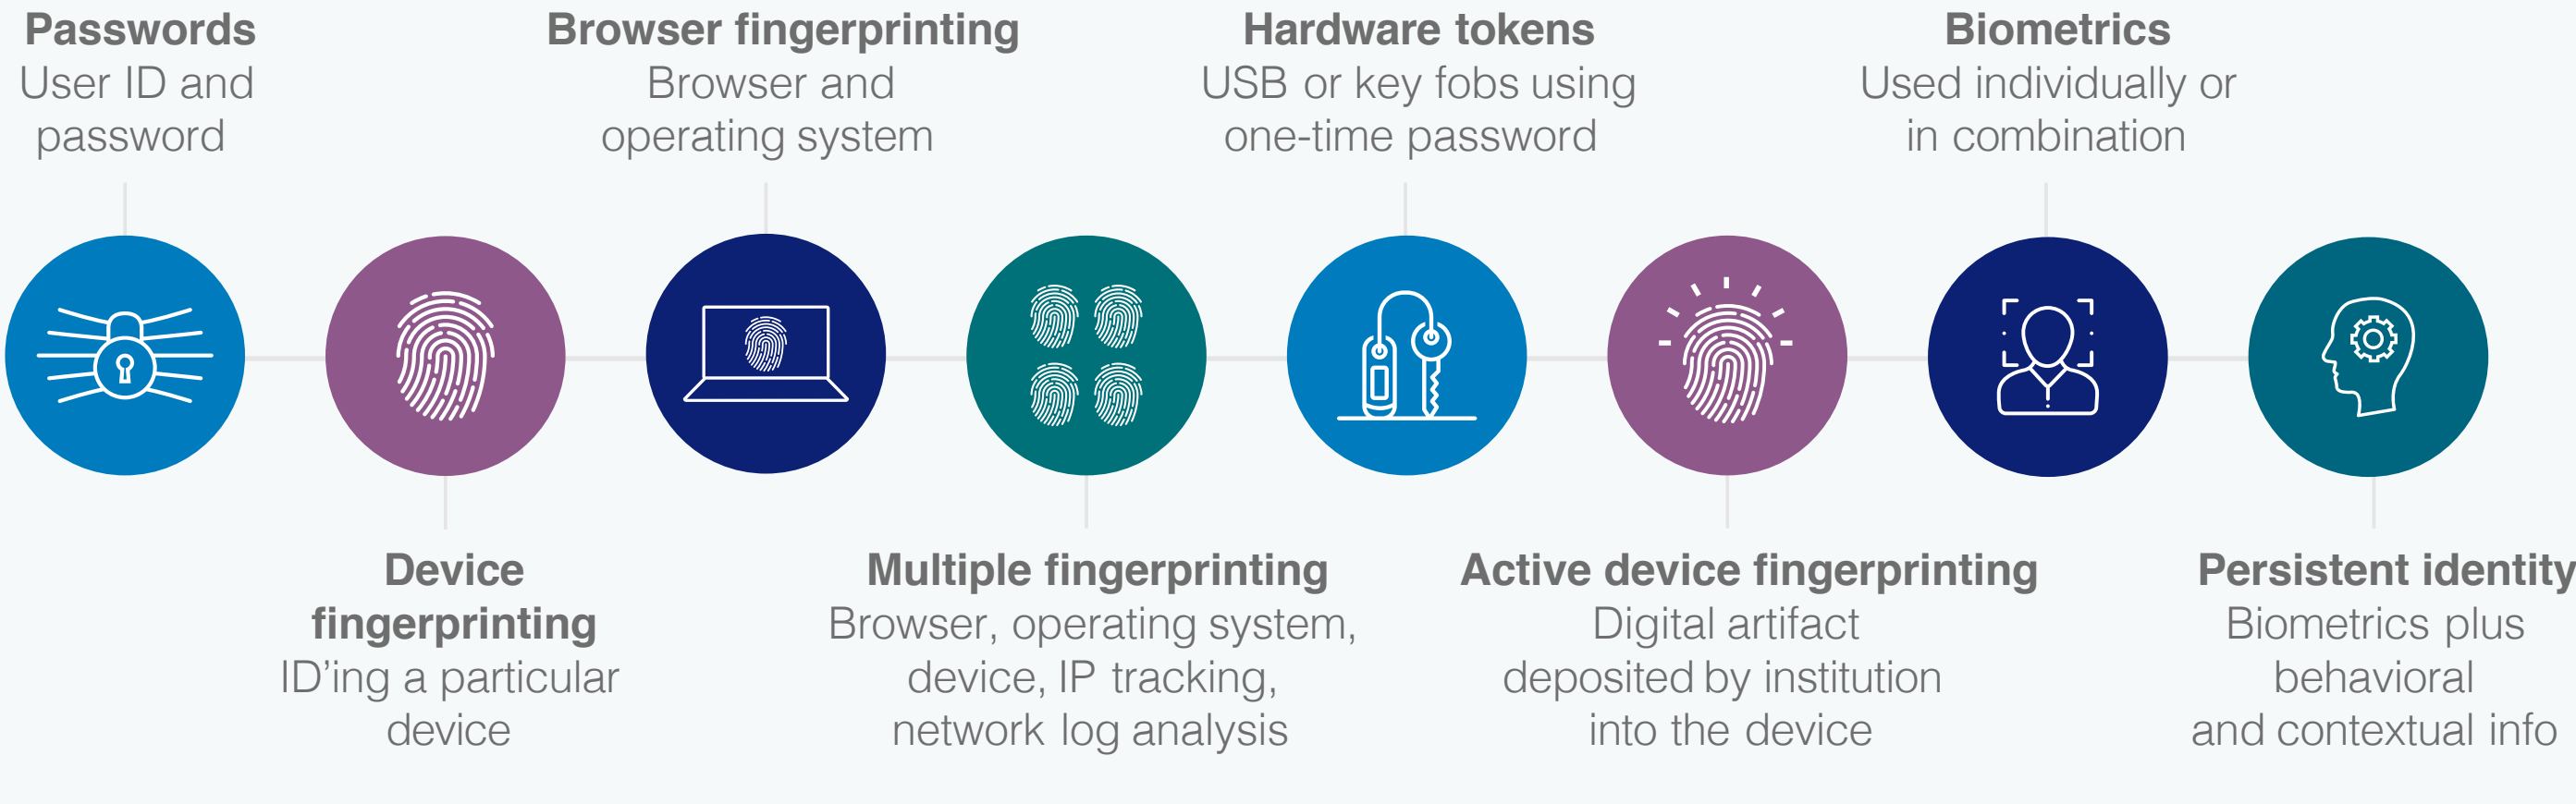 Passwords
User ID and
password
Device
fingerprinting
ID’ing a particular
device
Browser fingerprinting
Browser and
operating system
Multiple fingerprinting
Browser, operating system,
device, IP tracking,
network log analysis
Hardware tokens
USB or key fobs using
one-time password
Active device fingerprinting
Digital artifact
deposited by institution
into the device
Biometrics
Used individually or
in combination
Persistent identity
Biometrics plus
behavioral
and contextual info